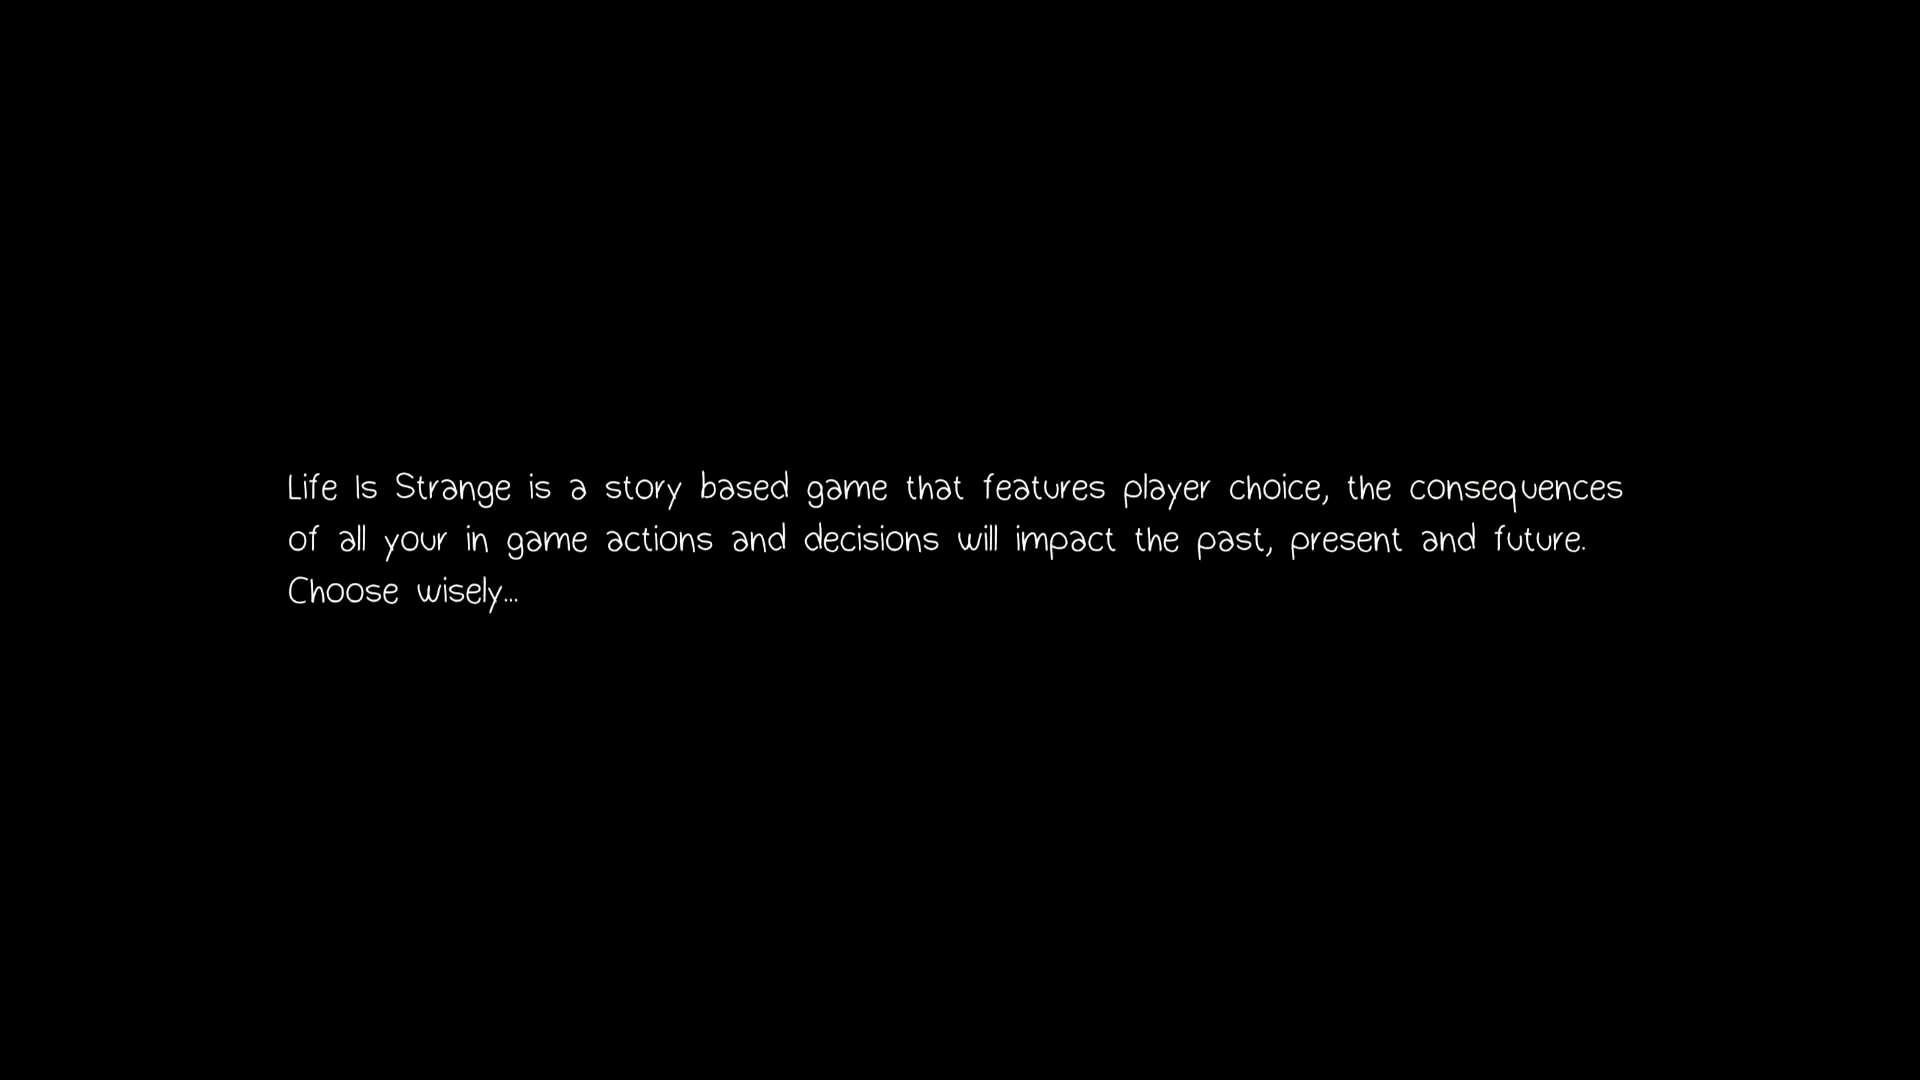 Life Is Strange is a story based game that features player choice, the consequences
of all your in game actions and decisions will impact the past, present and future.
Choose wisely...